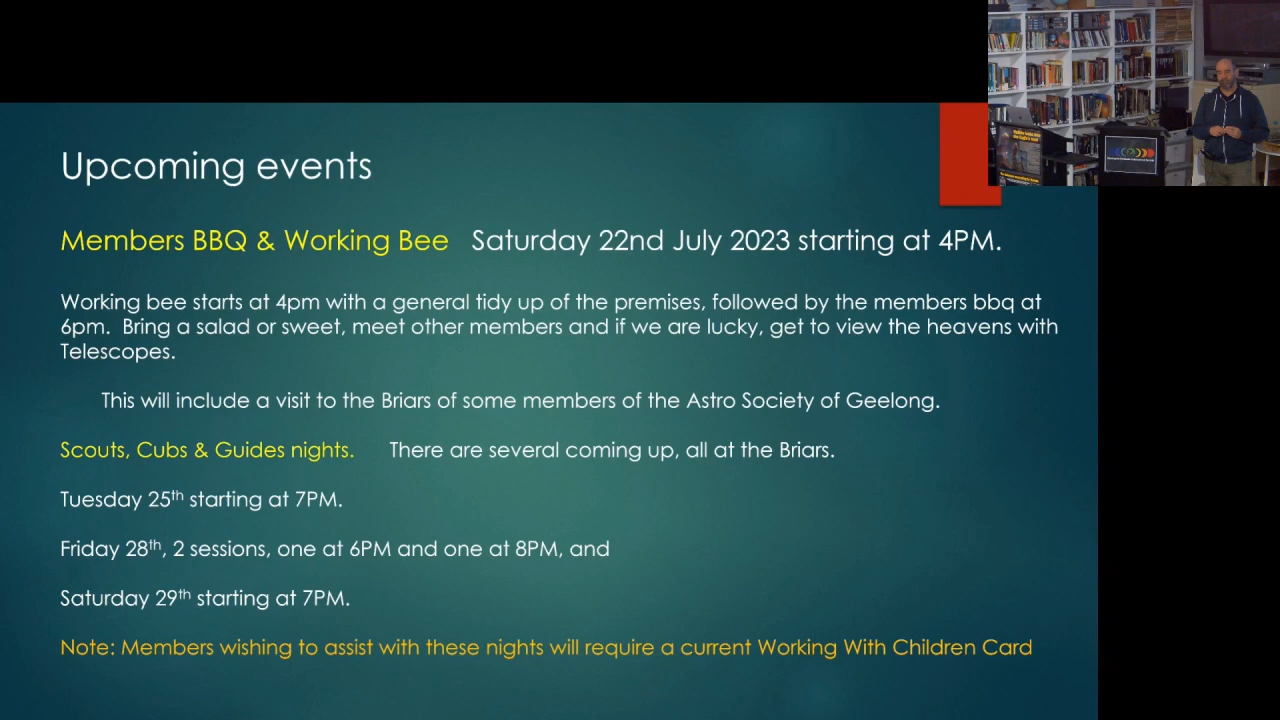 Upcoming events
Members BBQ & Working Bee Saturday 22nd July 2023 starting at 4PM.
Working bee starts at 4pm with a general tidy up of the premises, followed by the members bbq at
6pm. Bring a salad or sweet, meet other members and if we are lucky, get to view the heavens with
Telescopes.
This will include a visit to the Briars of some members of the Astro Society of Geelong.
Scouts, Cubs & Guides nights. There are several coming up, all at the Briars.
Tuesday 25th starting at 7PM.
Friday 28th, 2 sessions, one at 6PM and one at 8PM, and
Saturday 29th starting at 7PM.
Note: Members wishing to assist with these nights will require a current Working With Children Card